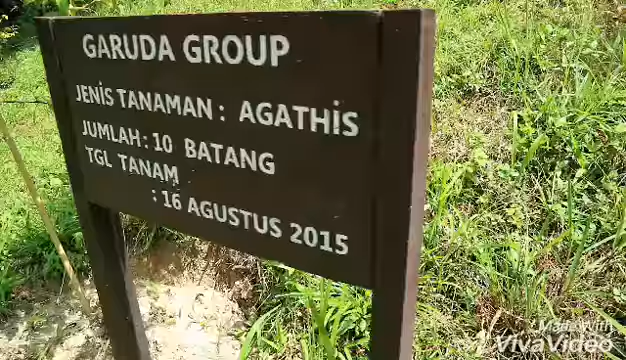 GARUDA GROUP
JENiS TANAMAN : AGATHiS
JUMLAH : 10 BATANG
TGL TANAM
: 16 AGUSTUS 2015
Made With
VivaVideo